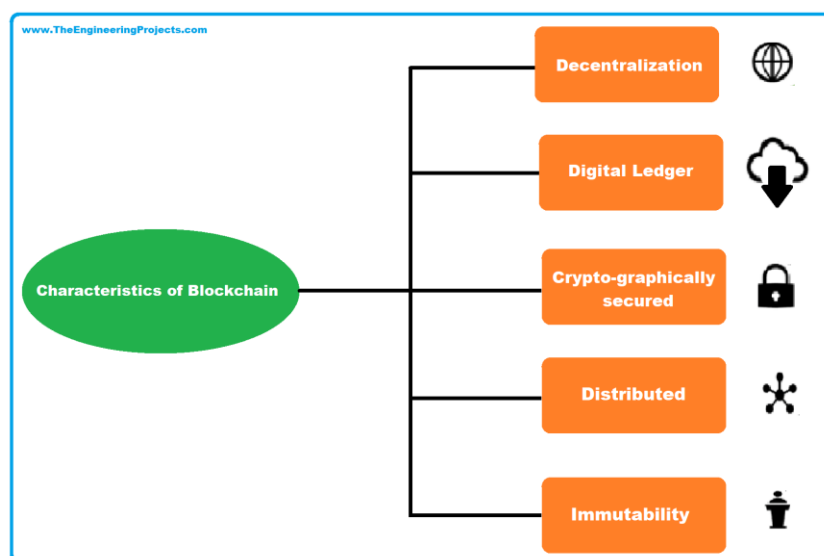 www.TheEngineeringProjects.com
Decentralization
Digital Ledger
Characteristics of Blockchain
Crypto-graphically
secured
Distributed
Immutability